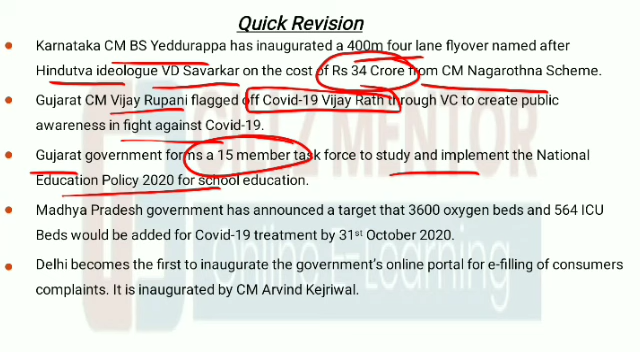 Quick Revision
Karnataka CM BS Yeddurappa has inaugurated a 400m four lane flyover named after
Hindutva ideologue VD Savarkar on the cost of Rs 34 Crore from CM Nagarothna Scheme.
Gujarat CM Vijay Rupani flagged off Covid-19 Vijay Rath through VC to create public
awareness in fight against Covid-19.
Gujarat government forms a 15 member task force to study and implement the National
Education Policy 2020 for school education.
Madhya Pradesh government has announced a target that 3600 oxygen beds and 564 ICU
Beds would be added for Covid-19 treatment by 31st October 2020.
Delhi becomes the first to inaugurate the government's online portal for e-filling of consumers
complaints. It is inaugurated by CM Arvind Kejriwal.
MENTOR
Online E-Learning